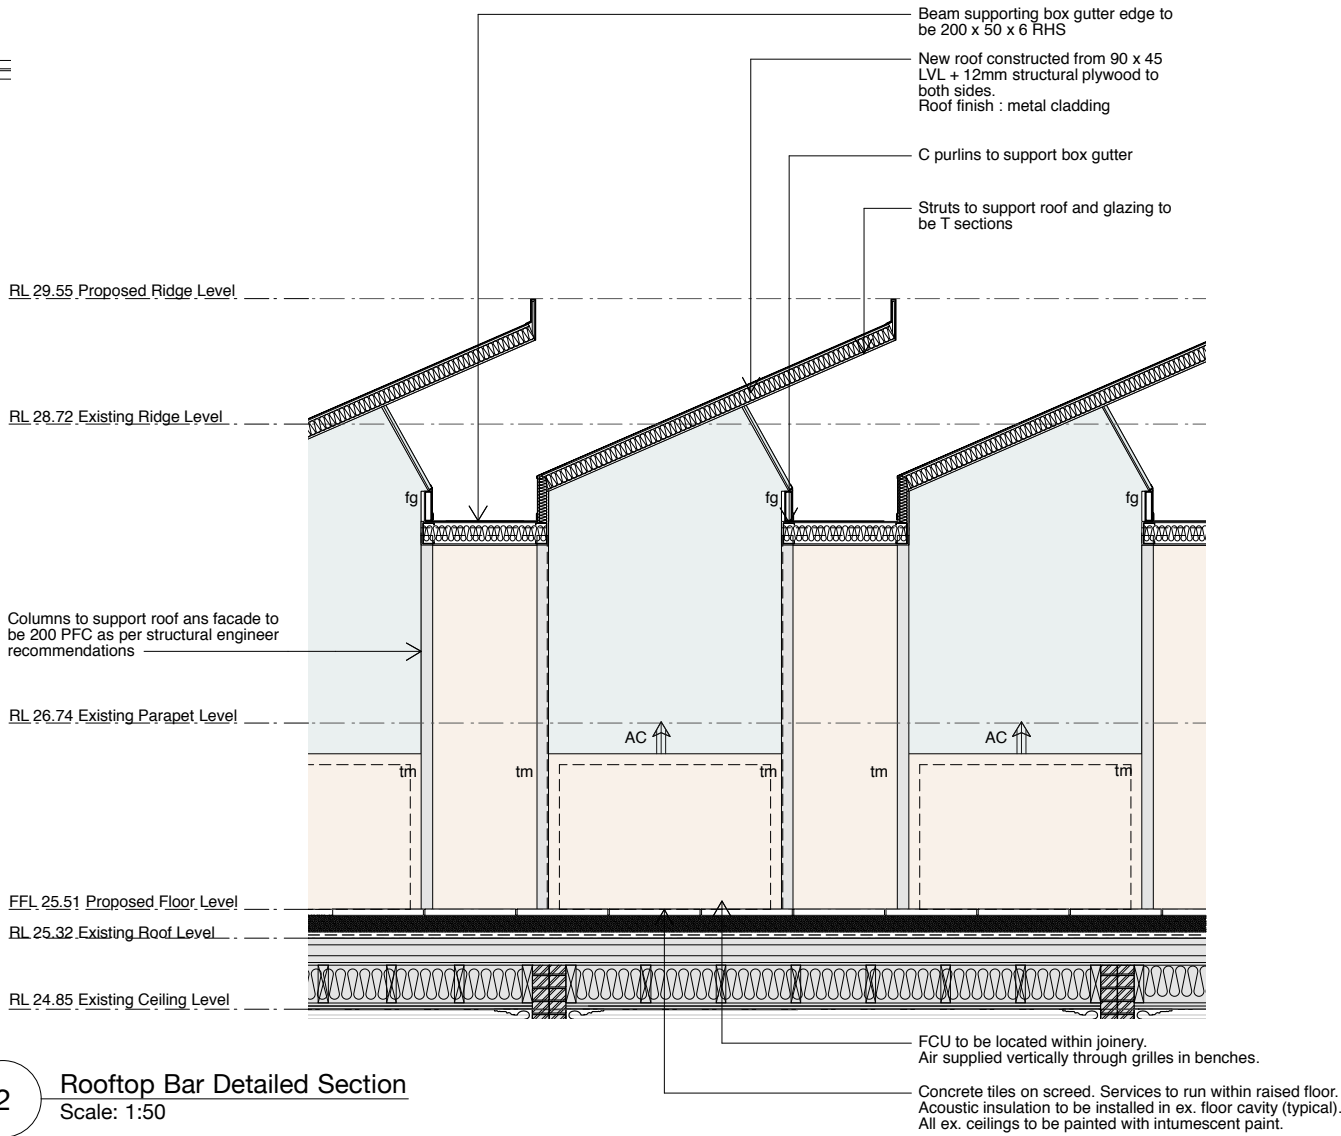 Beam supporting box gutter edge to
be 200 x 50 x 6 RHS
New roof constructed from 90 x 45
LVL + 12mm structural plywood to
both sides.
Roof finish : metal cladding
C purlins to support box gutter
Struts to support roof and glazing to
be T sections
RL 29.55 Proposed Ridge Level
RL 28.72 Existing Ridge Level
fg
fg
fg
Columns to support roof ans facade to
be 200 PFC as per structural engineer
recommendations
RL 26.74 Existing Parapet Level
AC
AC
tm
tm
tm
tm
tm
FFL 25.51 Proposed Floor Level
RL 25.32 Existing Roof Level
RL 24.85 Existing Ceiling Level
FCU to be located within joinery.
Air supplied vertically through grilles in benches.
Concrete tiles on screed. Services to run within raised floor.
Acoustic insulation to be installed in ex. floor cavity (typical).
All ex. ceilings to be painted with intumescent paint.
2
Rooftop Bar Detailed Section
Scale: 1:50